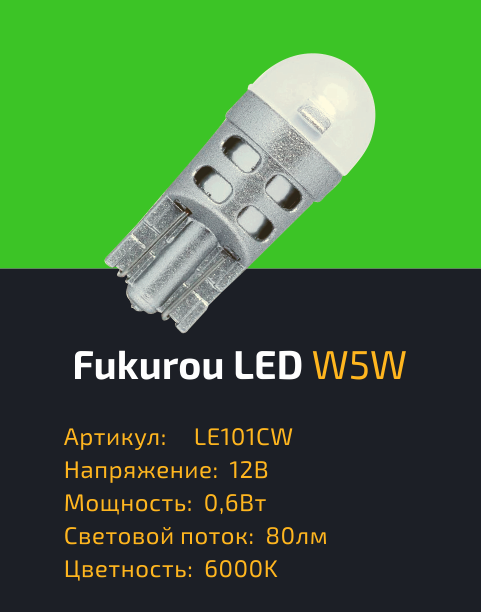 Fukurou LED W5W
Артикул: LE101CW
Напряжение: 12В
Мощность: 0,6Вт
Световой поток: 80лм
Цветность: 6000К